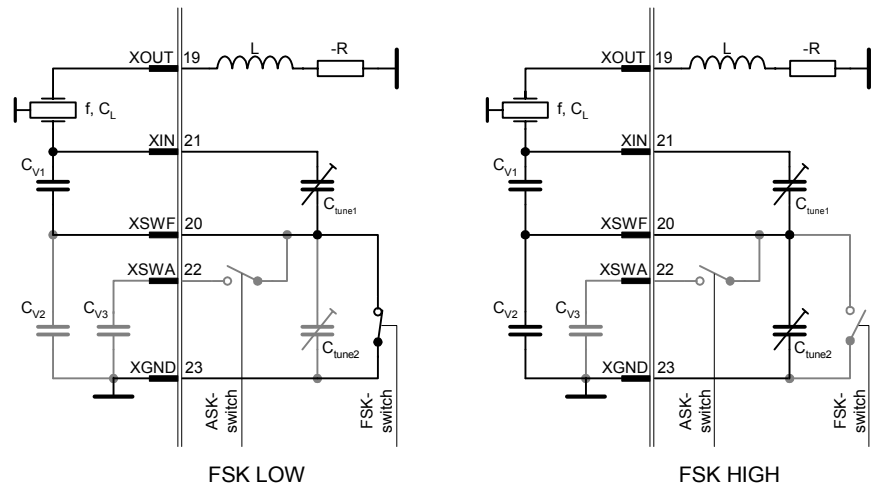 XOUT 19 L -R
f, CL
XIN 21
CV1
Ctune1
XSWF 20
XSWA 22
CV2 CV3
Ctune2
XGND 23
ASK-
switch
FSK-
switch
FSK LOW
XOUT 19 L -R
f, CL
XIN 21
CV1
Ctune1
XSWF 20
XSWA 22
CV2 CV3
Ctune2
XGND 23
ASK-
switch
FSK-
switch
FSK HIGH